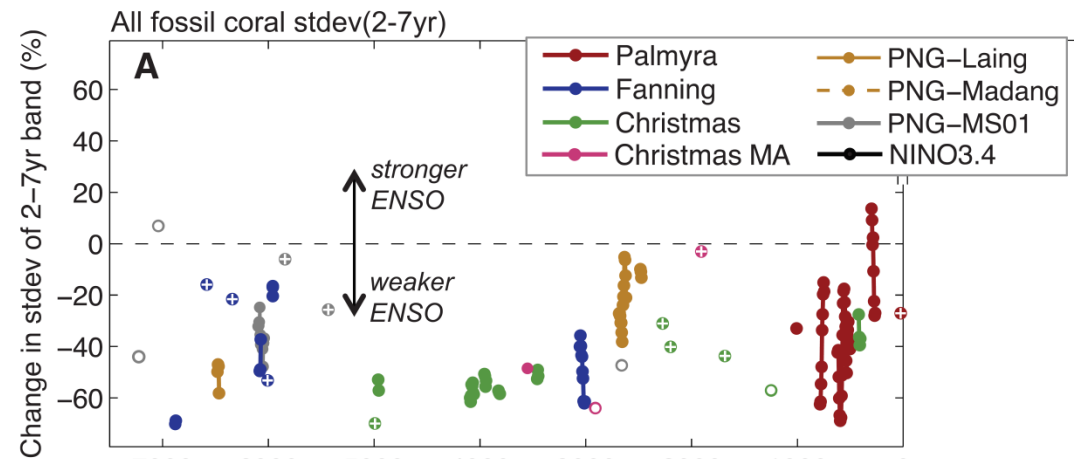 All fossil coral stdev(2-7yr)
Change in stdev of 2−7yr band (%)
A
60
40
20
0
−20
−40
−60
stronger
ENSO
weaker
ENSO
Palmyra
Fanning
Christmas
Christmas MA
PNG−Laing
PNG−Madang
PNG−MS01
NINO3.4